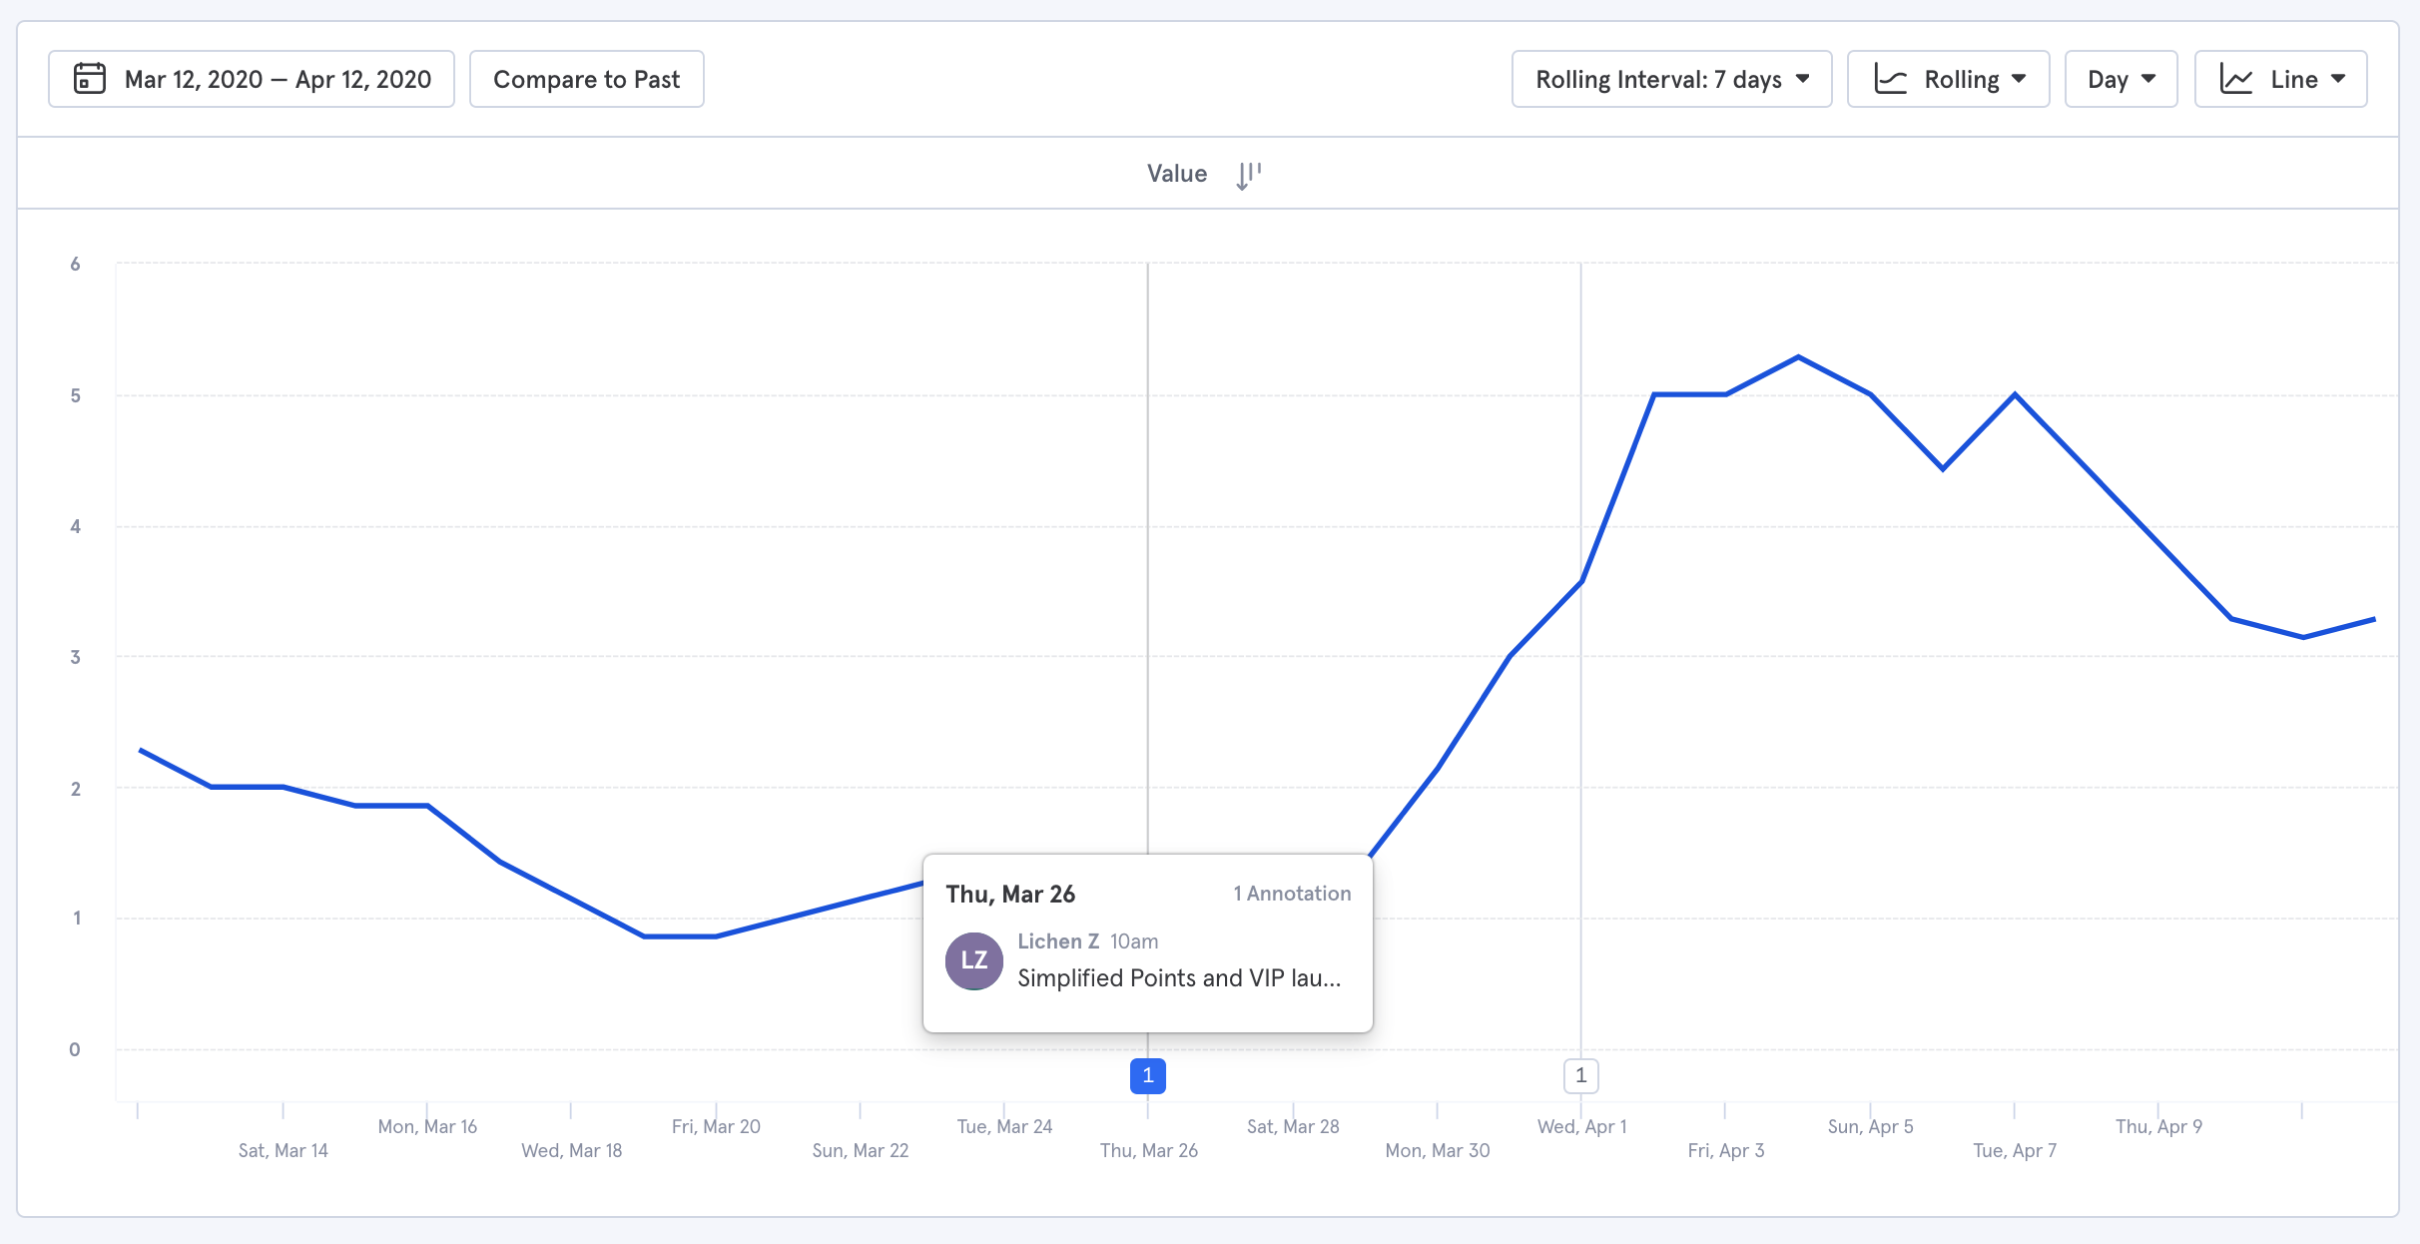 Mar 12, 2020 — Apr 12, 2020
Compare to Past
Rolling Interval: 7 days
Rolling
Day
Line
Value
6
5
4
3
2
1
0
Thu, Mar 26
1 Annotation
LZ
Lichen Z 10am
Simplified Points and VIP lau...
1
1
Mon, Mar 16
Fri, Mar 20
Tue, Mar 24
Sat, Mar 28
Wed, Apr 1
Sun, Apr 5
Thu, Apr 9
Sat, Mar 14
Wed, Mar 18
Sun, Mar 22
Thu, Mar 26
Mon, Mar 30
Fri, Apr 3
Tue, Apr 7